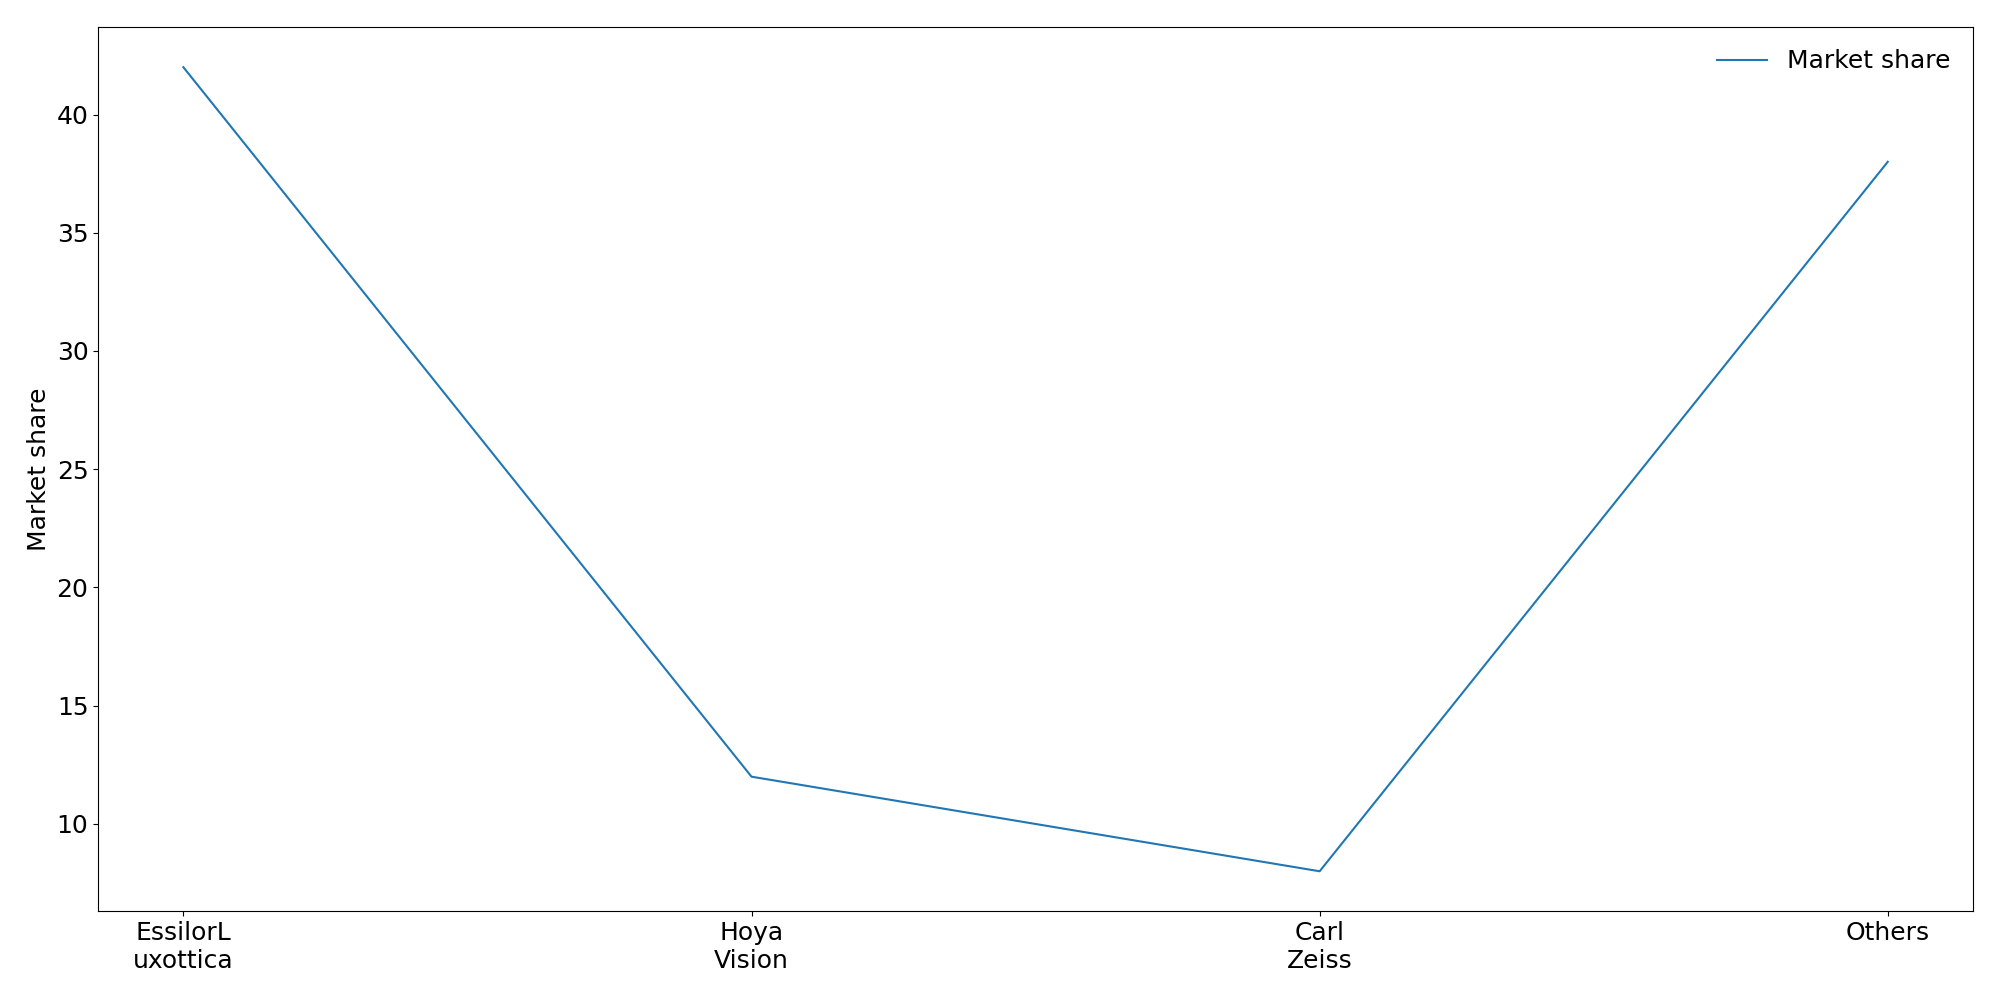 Market share
Market share
40
35
30
25
20
15
10
EssilorL
uxottica
Hoya
Vision
Carl
Zeiss
Others